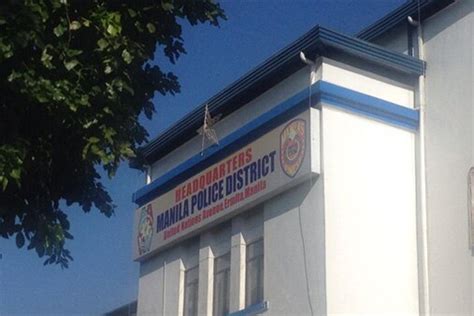 HEADQUARTERS
MANILA POLICE DISTRICT
United Nations Avenue, Ermita, Manila